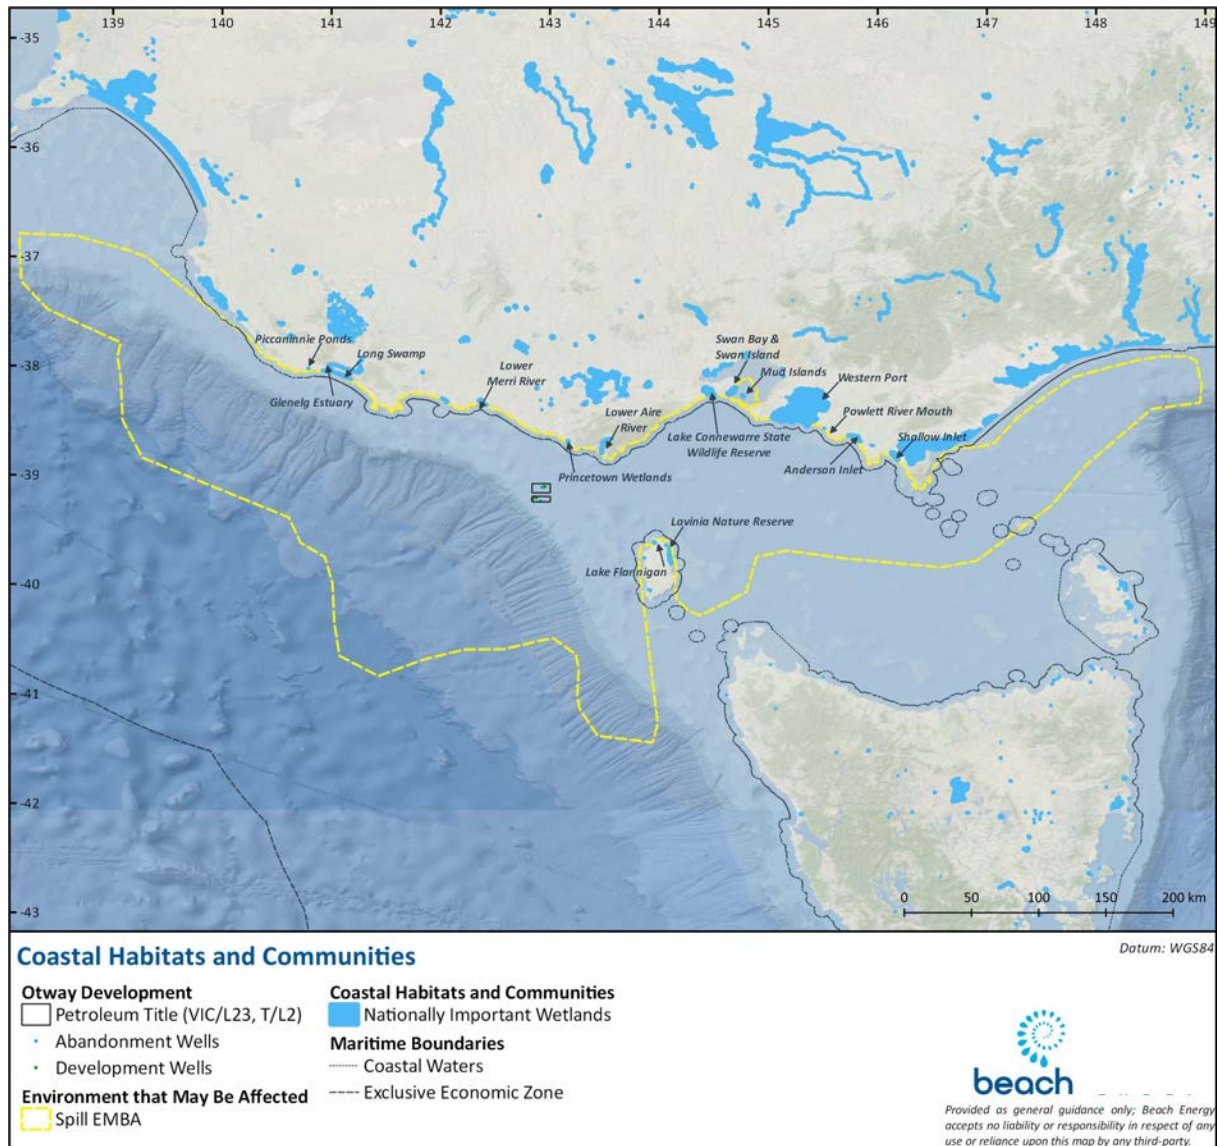 139 140 141 142 143 144 145 146 147 148 149
-35
-36
-37
-38
-39
-40
-41
-42
-43
Piccaninnie Ponds
Long Swamp
Glenelg Estuary
Lower
Merri River
Princetown Wetlands
Lower Aire
River
Swan Bay &
Swan Island
Mud Islands
Western Port
Lake Connewarre State
Wildlife Reserve
Powlett River Mouth
Anderson Inlet
Shallow Inlet
Lavinia Nature Reserve
Lake Flannigan
0 50 100 150 200 km
Coastal Habitats and Communities
Datum: WGS84
Otway Development
Petroleum Title (VIC/L23, T/L2)
Abandonment Wells
Development Wells
Environment that May Be Affected
Spill EMBA
Coastal Habitats and Communities
Nationally Important Wetlands
Maritime Boundaries
Coastal Waters
Exclusive Economic Zone
beach
Provided as general guidance only; Beach Energy
accepts no liability or responsibility in respect of any
use or reliance upon this map by any third-party.